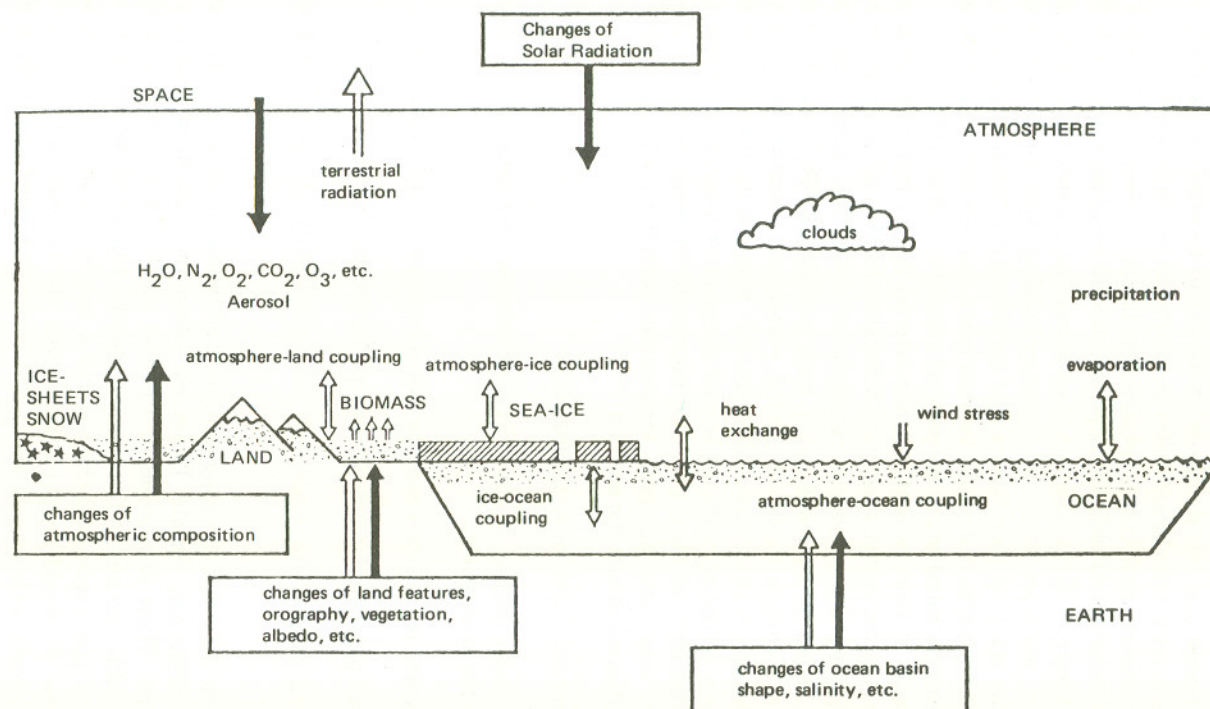 Changes of
Solar Radiation
SPACE
ATMOSPHERE
terrestrial
radiation
clouds
H₂O, N₂, O₂, CO₂, O₃, etc.
Aerosol
precipitation
atmosphere-land coupling
atmosphere-ice coupling
evaporation
ICE-
SHEETS
SNOW
BIOMASS
SEA-ICE
heat
exchange
wind stress
LAND
ice-ocean
coupling
atmosphere-ocean coupling
OCEAN
changes of
atmospheric composition
changes of land features,
orography, vegetation,
albedo, etc.
EARTH
changes of ocean basin
shape, salinity, etc.